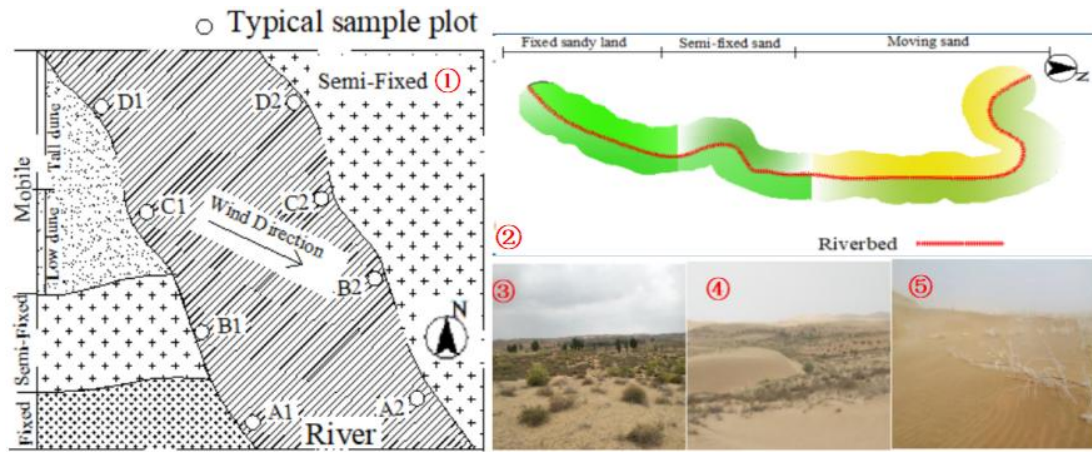 Typical sample plot
Semi-Fixed ①
D1
D2
C1
C2
Wind Direction
B1
B2
N
A1
A2
River
Mobile
Tall dune
Low dune
Semi-Fixed
Fixed
Fixed sandy land
Semi-fixed sand
Moving sand
N
②
Riverbed
③
④
⑤